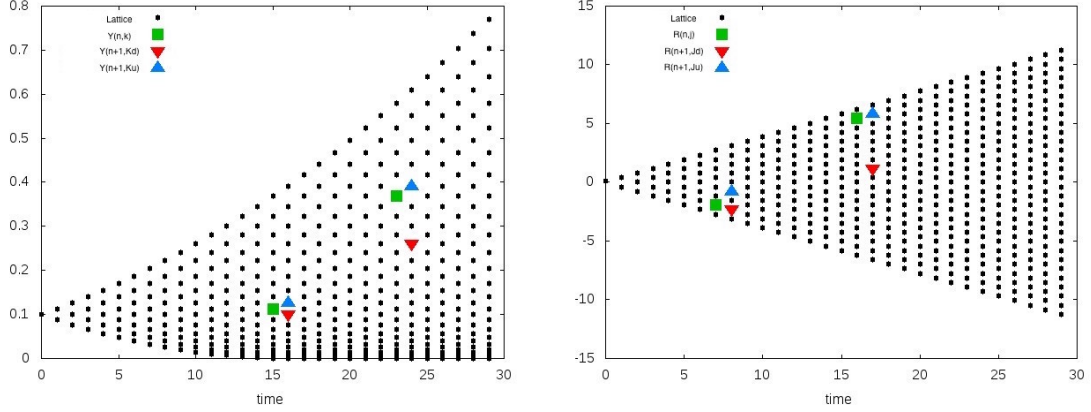 0.8
0.7
0.6
0.5
0.4
0.3
0.2
0.1
0
Lattice
Y(n,k)
Y(n+1,Kd)
Y(n+1,Ku)
0 5 10 15 20 25 30
time
15
10
5
0
-5
-10
-15
Lattice
R(n,j)
R(n+1,Jd)
R(n+1,Ju)
0 5 10 15 20 25 30
time